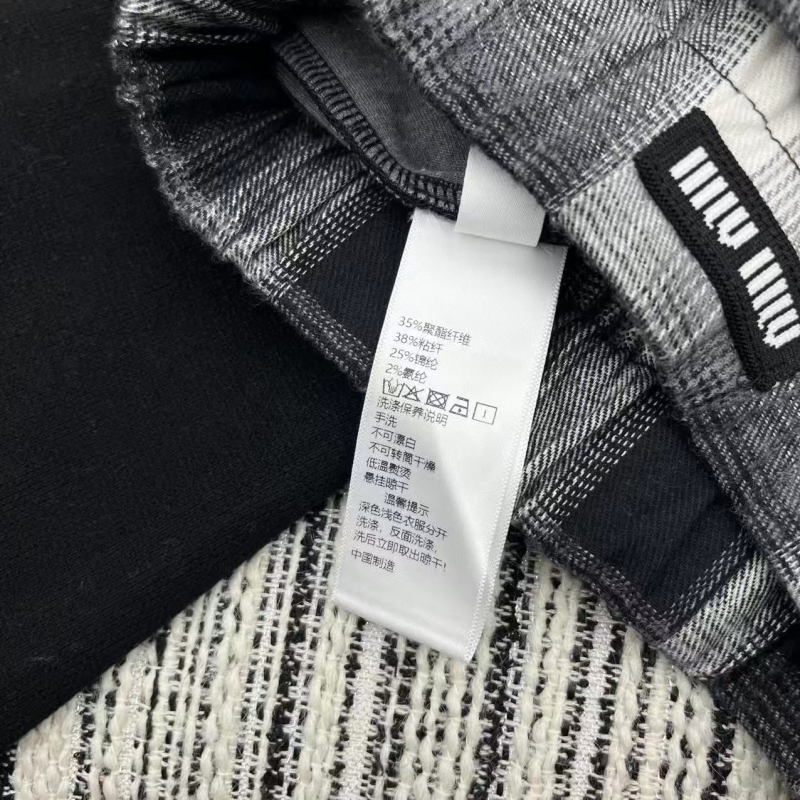 35%聚酯纤维
38%粘纤
25%锦纶
2%氨纶
洗涤保养说明
手洗
不可漂白
不可转筒干燥
低温熨烫
悬挂晾干
温馨提示
深色浅色衣服分开
洗涤，反面洗涤，
洗后立即取出晾干！
中国制造
miu miu